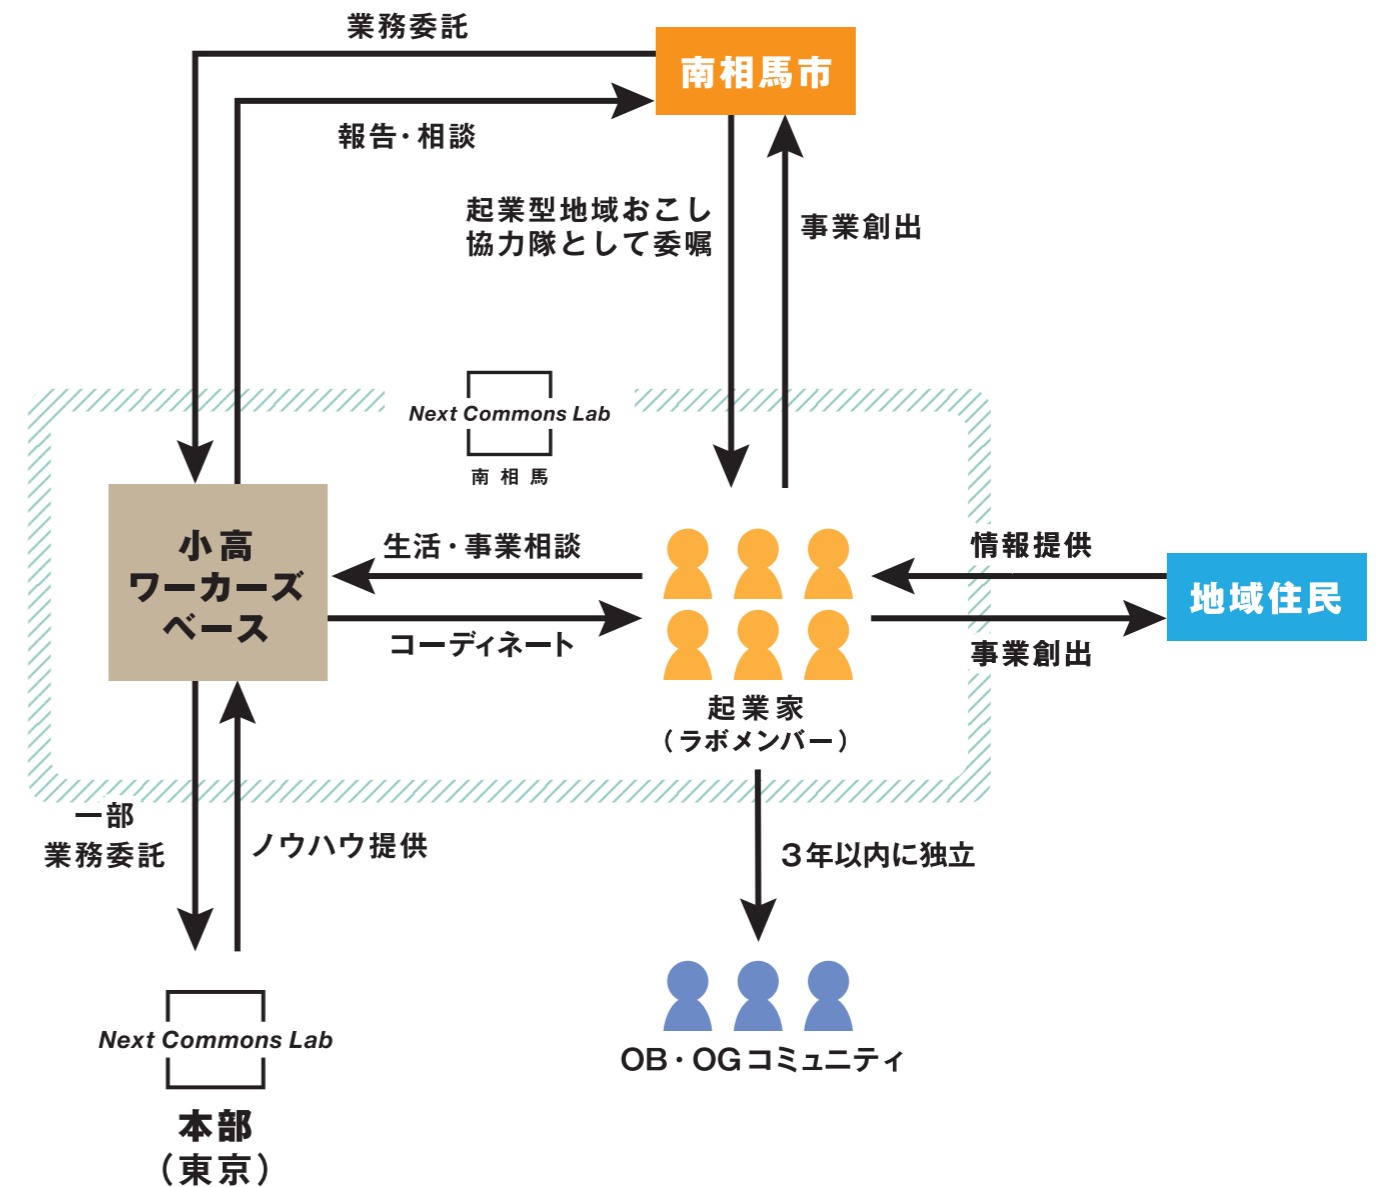 業務委託
南相馬市
報告・相談
起業型地域おこし
協力隊として委嘱
事業創出
Next Commons Lab
南相馬
小高
ワーカーズ
ベース
生活・事業相談
コーディネート
起業家
（ラボメンバー）
情報提供
事業創出
地域住民
一部
業務委託
ノウハウ提供
3年以内に独立
Next Commons Lab
本部
（東京）
OB・OGコミュニティ